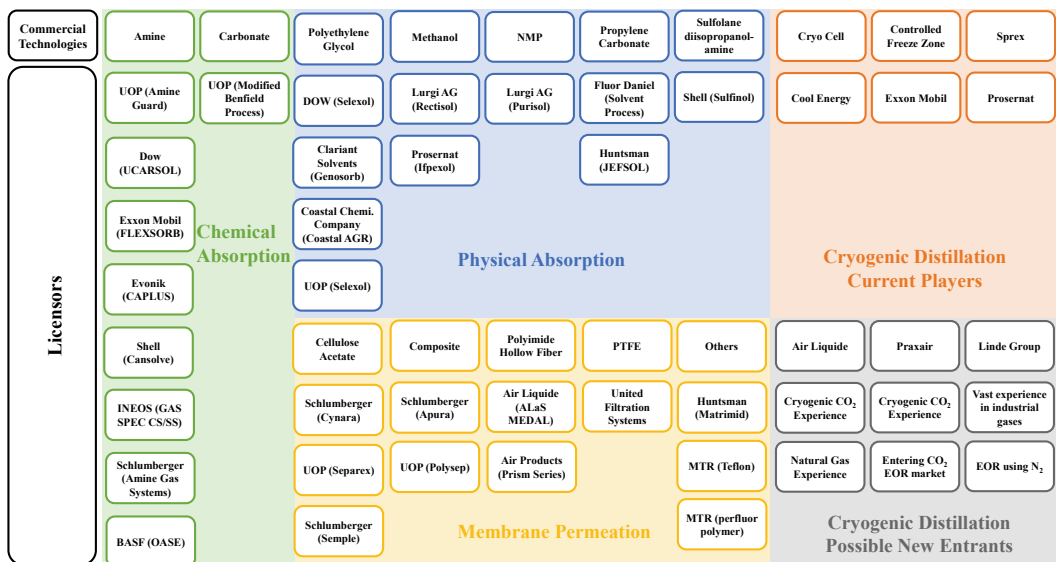 Commercial
Technologies
Amine
Carbonate
Polyethylene
Glycol
Methanol
NMP
Propylene
Carbonate
Sulfolane
diisopropanol-
amine
Cryo Cell
Controlled
Freeze Zone
Sprex
Licensors
UOP (Amine
Guard)
UOP (Modified
Benfield
Process)
DOW (Selexol)
Lurgi AG
(Rectisol)
Lurgi AG
(Purisol)
Fluor Daniel
(Solvent
Process)
Shell (Sulfinol)
Cool Energy
Exxon Mobil
Prosernat
Dow
(UCARSOL)
Clariant
Solvents
(Genosorb)
Prosernat
(Ifpexol)
Huntsman
(JEFSOL)
Exxon Mobil
(FLEXSORB)
Coastal Chemi.
Company
(Coastal AGR)
Chemical
Absorption
Physical Absorption
Cryogenic Distillation
Current Players
Evonik
(CAPLUS)
UOP (Selexol)
Shell
(Cansolve)
Cellulose
Acetate
Composite
Polyimide
Hollow Fiber
PTFE
Others
Air Liquide
Praxair
Linde Group
INEOS (GAS
SPEC CS/SS)
Schlumberger
(Cynara)
Schlumberger
(Apura)
Air Liquide
(ALaS
MEDAL)
United
Filtration
Systems
Huntsman
(Matrimid)
Cryogenic CO₂
Experience
Cryogenic CO₂
Experience
Vast experience
in industrial
gases
Schlumberger
(Amine Gas
Systems)
UOP (Separex)
UOP (Polysep)
Air Products
(Prism Series)
MTR (Teflon)
Natural Gas
Experience
Entering CO₂
EOR market
EOR using N₂
BASF (OASE)
Schlumberger
(Semple)
Membrane Permeation
MTR (perfluor
polymer)
Cryogenic Distillation
Possible New Entrants